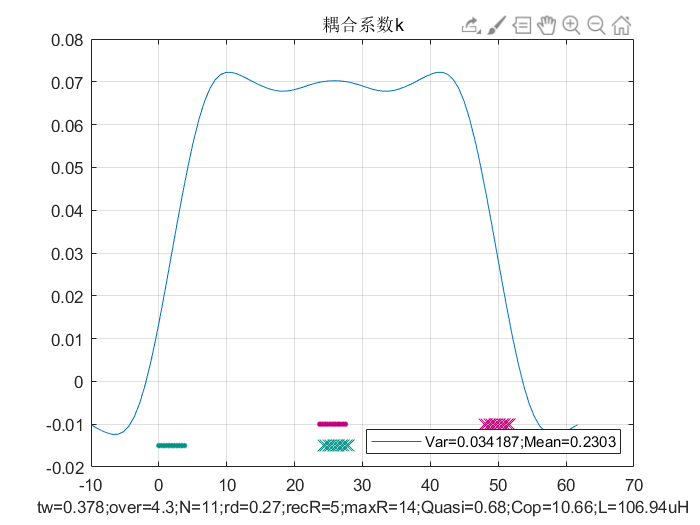 耦合系数k
0.08
0.07
0.06
0.05
0.04
0.03
0.02
0.01
0
-0.01
-0.02
Var=0.034187;Mean=0.2303
-10 0 10 20 30 40 50 60 70
tw=0.378;over=4.3;N=11;rd=0.27;recR=5;maxR=14;Quasi=0.68;Cop=10.66;L=106.94uH